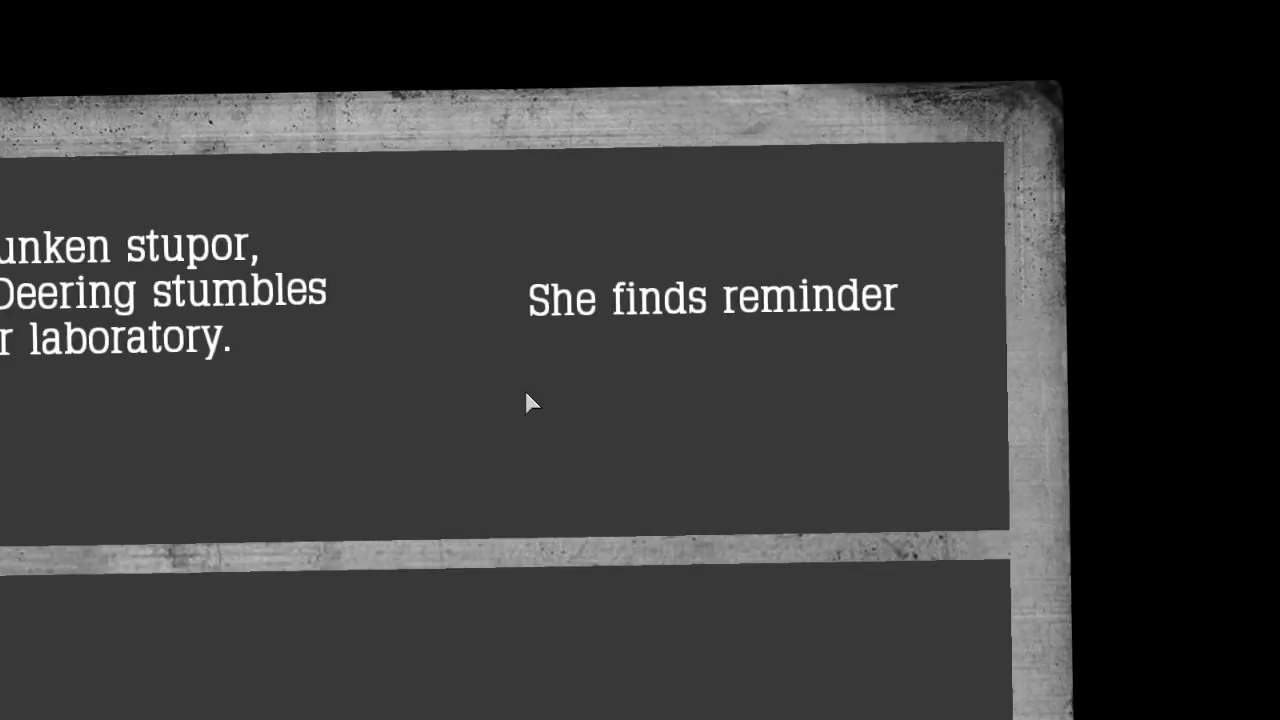 unken stupor,
Deering stumbles
r laboratory.
She finds reminder